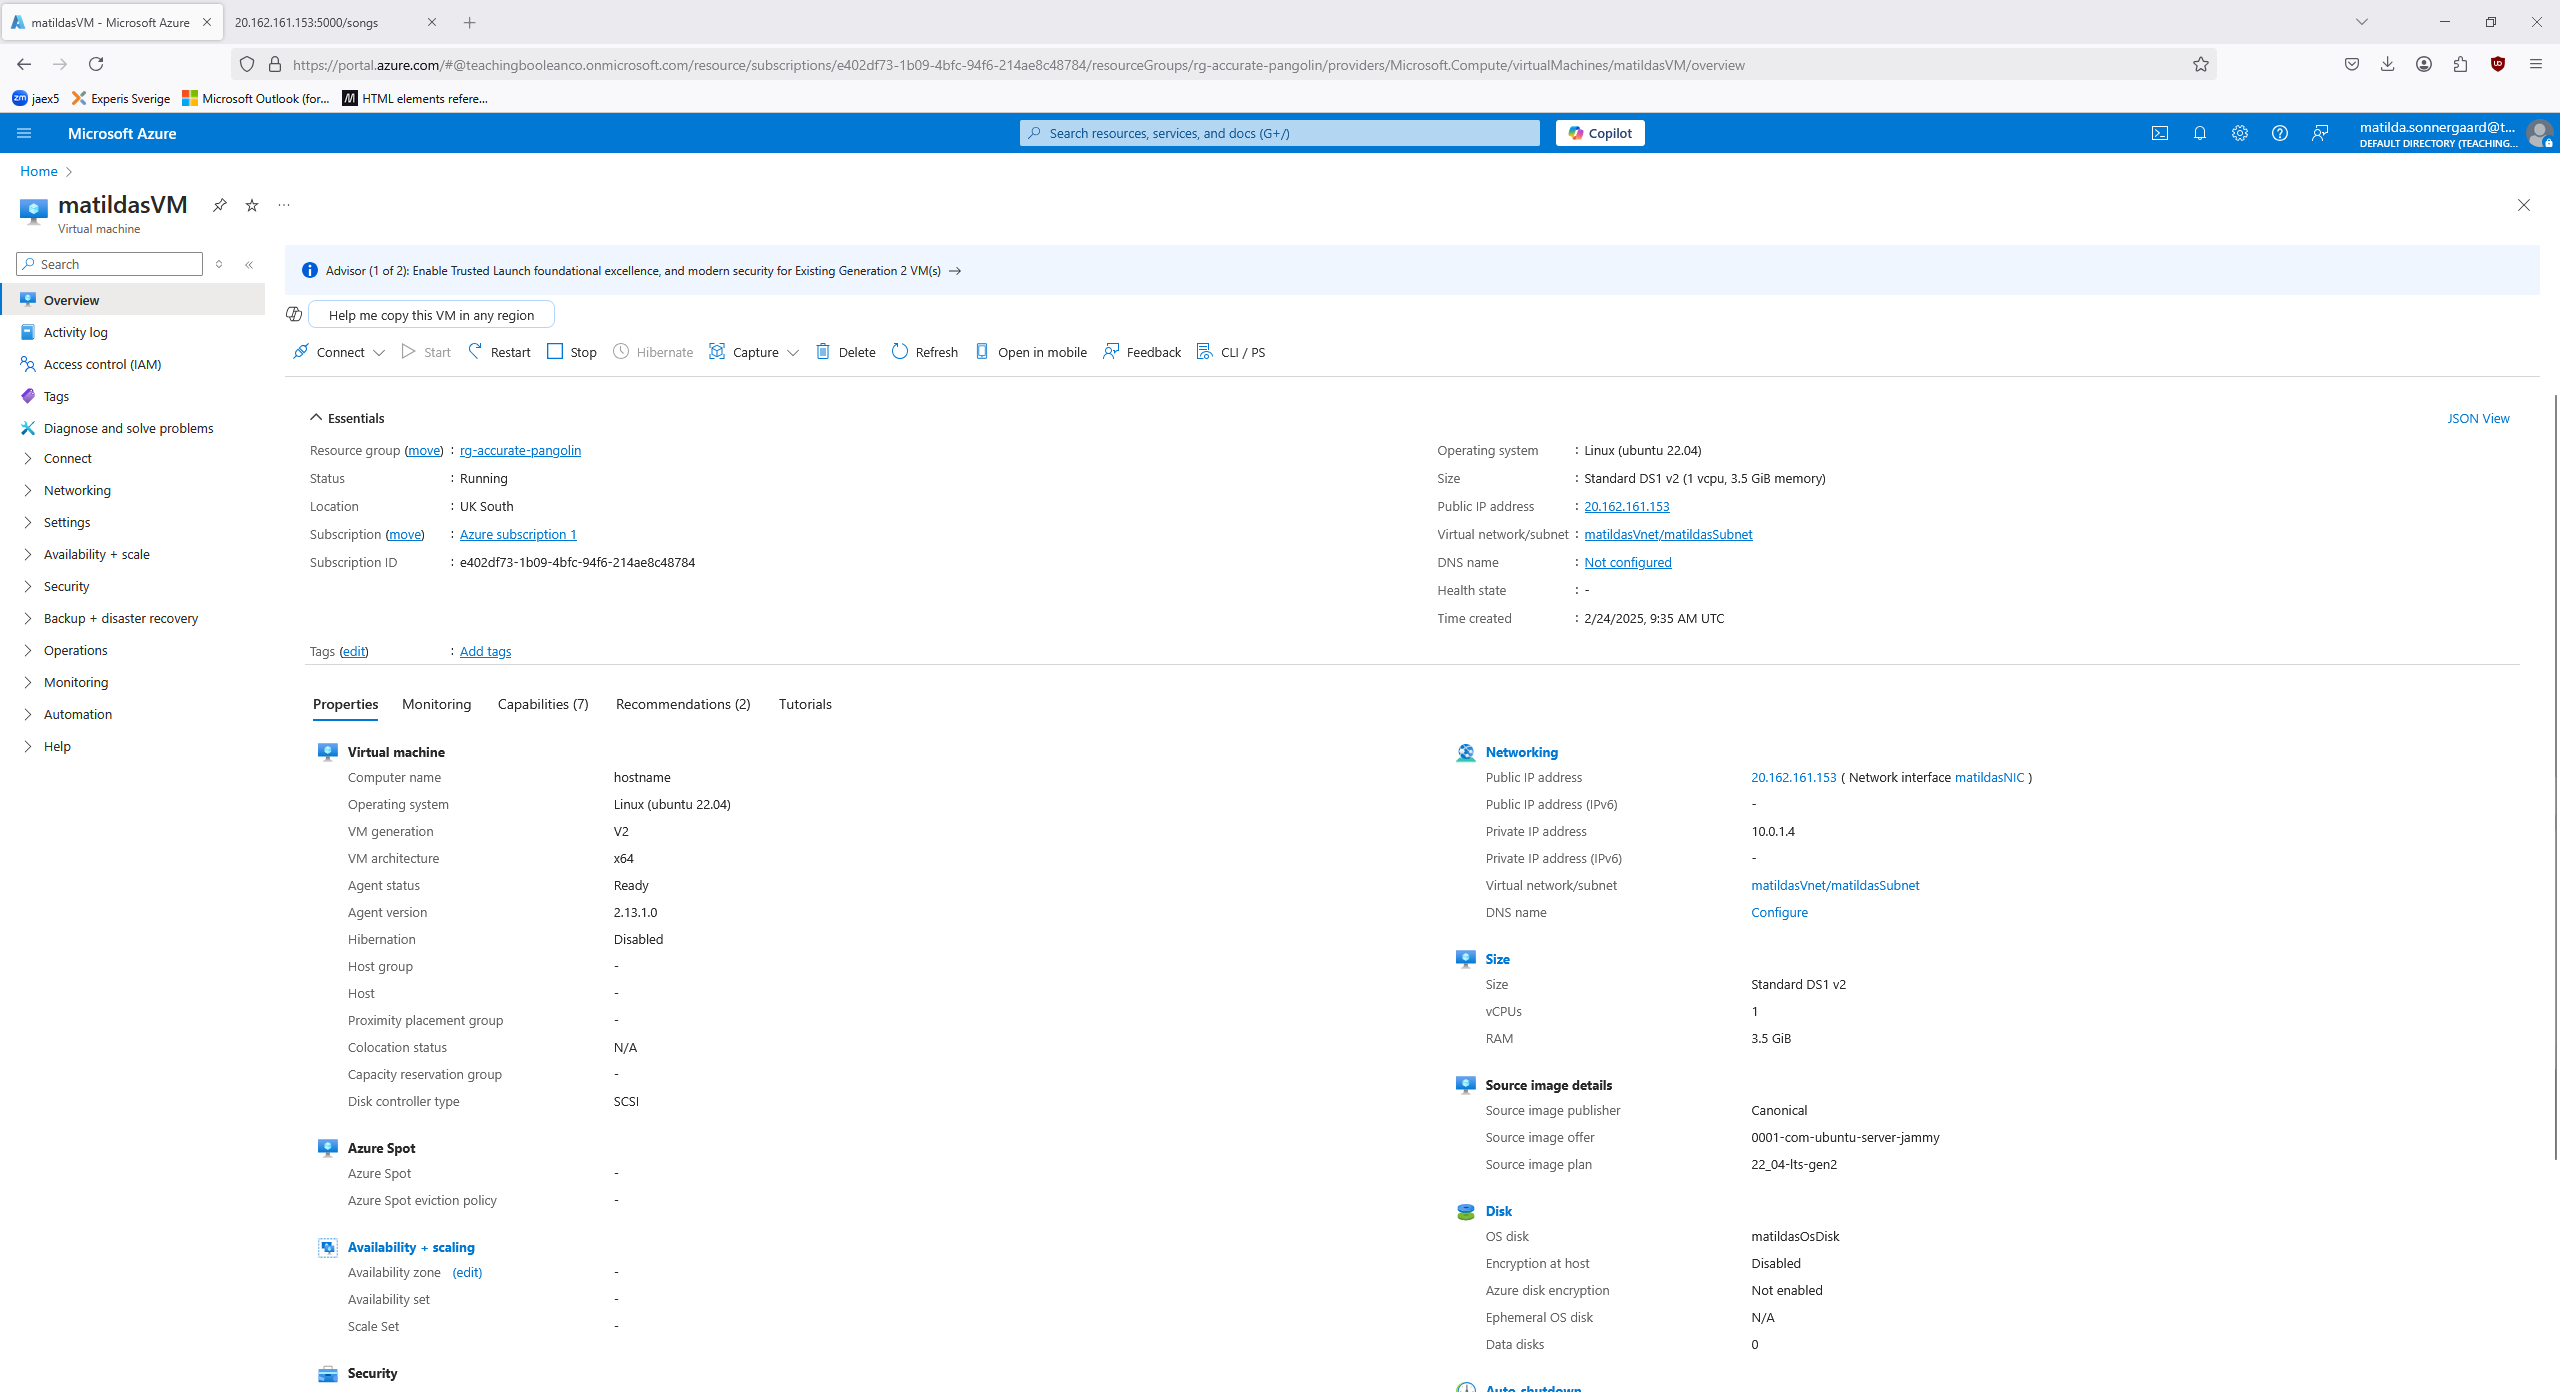 matildasVM - Microsoft Azure
20.162.161.153:5000/songs
https://portal.azure.com/#@teachingbooleanco.onmicrosoft.com/resource/subscriptions/e402df73-1b09-4bfc-94f6-214ae8c48784/resourceGroups/rg-accurate-pangolin/providers/Microsoft.Compute/virtualMachines/matildasVM/overview
zm jaex5 Experis Sverige Microsoft Outlook (for... HTML elements refere...
Microsoft Azure
Search resources, services, and docs (G+/)
Copilot
matilda.sonnergaard@t...
DEFAULT DIRECTORY (TEACHING...
Home
matildasVM
Virtual machine
Search
Overview
Activity log
Access control (IAM)
Tags
Diagnose and solve problems
Connect
Networking
Settings
Availability + scale
Security
Backup + disaster recovery
Operations
Monitoring
Automation
Help
Advisor (1 of 2): Enable Trusted Launch foundational excellence, and modern security for Existing Generation 2 VM(s) →
Help me copy this VM in any region
Connect Start Restart Stop Hibernate Capture Delete Refresh Open in mobile Feedback CLI / PS
Essentials
JSON View
Resource group (move) : rg-accurate-pangolin
Status : Running
Location : UK South
Subscription (move) : Azure subscription 1
Subscription ID : e402df73-1b09-4bfc-94f6-214ae8c48784
Operating system : Linux (ubuntu 22.04)
Size : Standard DS1 v2 (1 vcpu, 3.5 GiB memory)
Public IP address : 20.162.161.153
Virtual network/subnet : matildasVnet/matildasSubnet
DNS name : Not configured
Health state : -
Time created : 2/24/2025, 9:35 AM UTC
Tags (edit) : Add tags
Properties Monitoring Capabilities (7) Recommendations (2) Tutorials
Virtual machine
Computer name hostname
Operating system Linux (ubuntu 22.04)
VM generation V2
VM architecture x64
Agent status Ready
Agent version 2.13.1.0
Hibernation Disabled
Host group -
Host -
Proximity placement group -
Colocation status N/A
Capacity reservation group -
Disk controller type SCSI
Azure Spot
Azure Spot -
Azure Spot eviction policy -
Availability + scaling
Availability zone (edit) -
Availability set -
Scale Set -
Security
Networking
Public IP address 20.162.161.153 ( Network interface matildasNIC )
Public IP address (IPv6) -
Private IP address 10.0.1.4
Private IP address (IPv6) -
Virtual network/subnet matildasVnet/matildasSubnet
DNS name Configure
Size
Size Standard DS1 v2
vCPUs 1
RAM 3.5 GiB
Source image details
Source image publisher Canonical
Source image offer 0001-com-ubuntu-server-jammy
Source image plan 22_04-lts-gen2
Disk
OS disk matildasOsDisk
Encryption at host Disabled
Azure disk encryption Not enabled
Ephemeral OS disk N/A
Data disks 0
Auto-shutdown